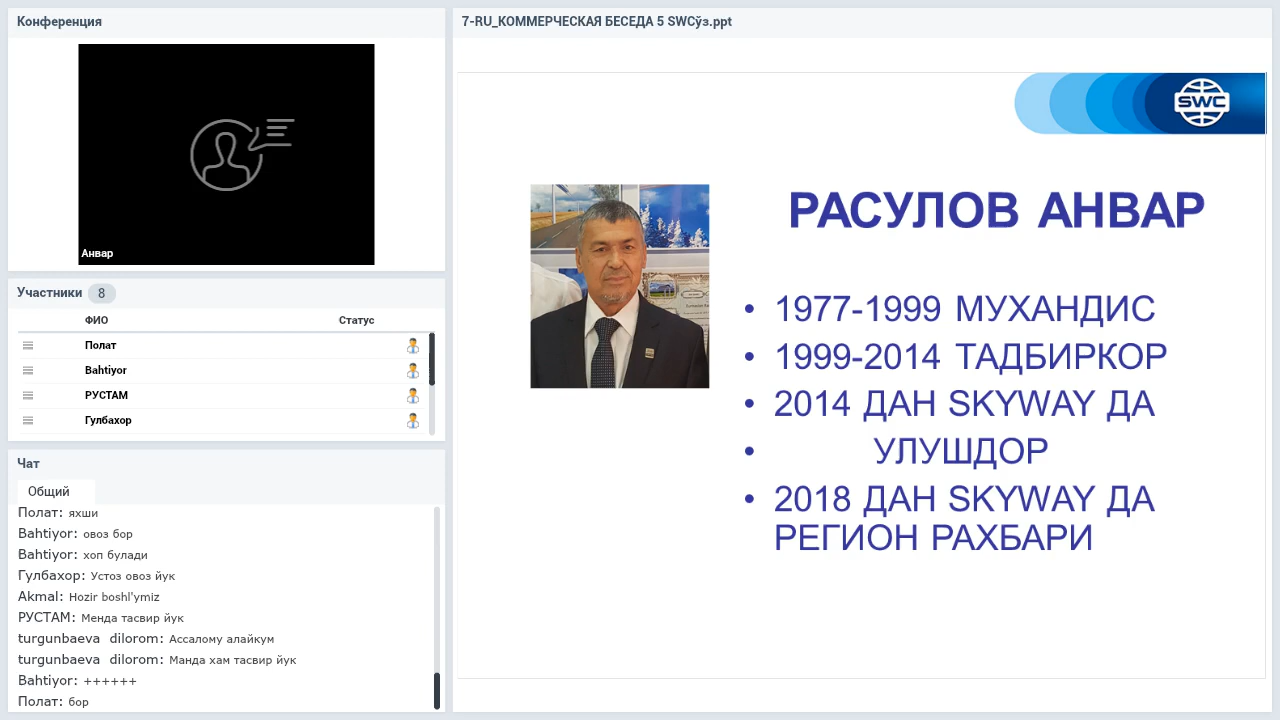 Конференция
Анвар
Участники 8
ФИО Статус
Полат
Bahtiyor
РУСТАМ
Гулбахор
Чат
Общий
Полат: яхши
Bahtiyor: овоз бор
Bahtiyor: хоп булади
Гулбахор: Устоз овоз йук
Akmal: Hozir boshl'ymiz
РУСТАМ: Менда тасвир йук
turgunbaeva dilorom: Ассалому алайкум
turgunbaeva dilorom: Манда хам тасвир йук
Bahtiyor: ++++++
Полат: бор
7-RU_КОММЕРЧЕСКАЯ БЕСЕДА 5 SWCўз.ppt
SWC
РАСУЛОВ АНВАР
• 1977-1999 МУХАНДИС
• 1999-2014 ТАДБИРКОР
• 2014 ДАН SKYWAY ДА
• УЛУШДОР
• 2018 ДАН SKYWAY ДА
РЕГИОН РАХБАРИ